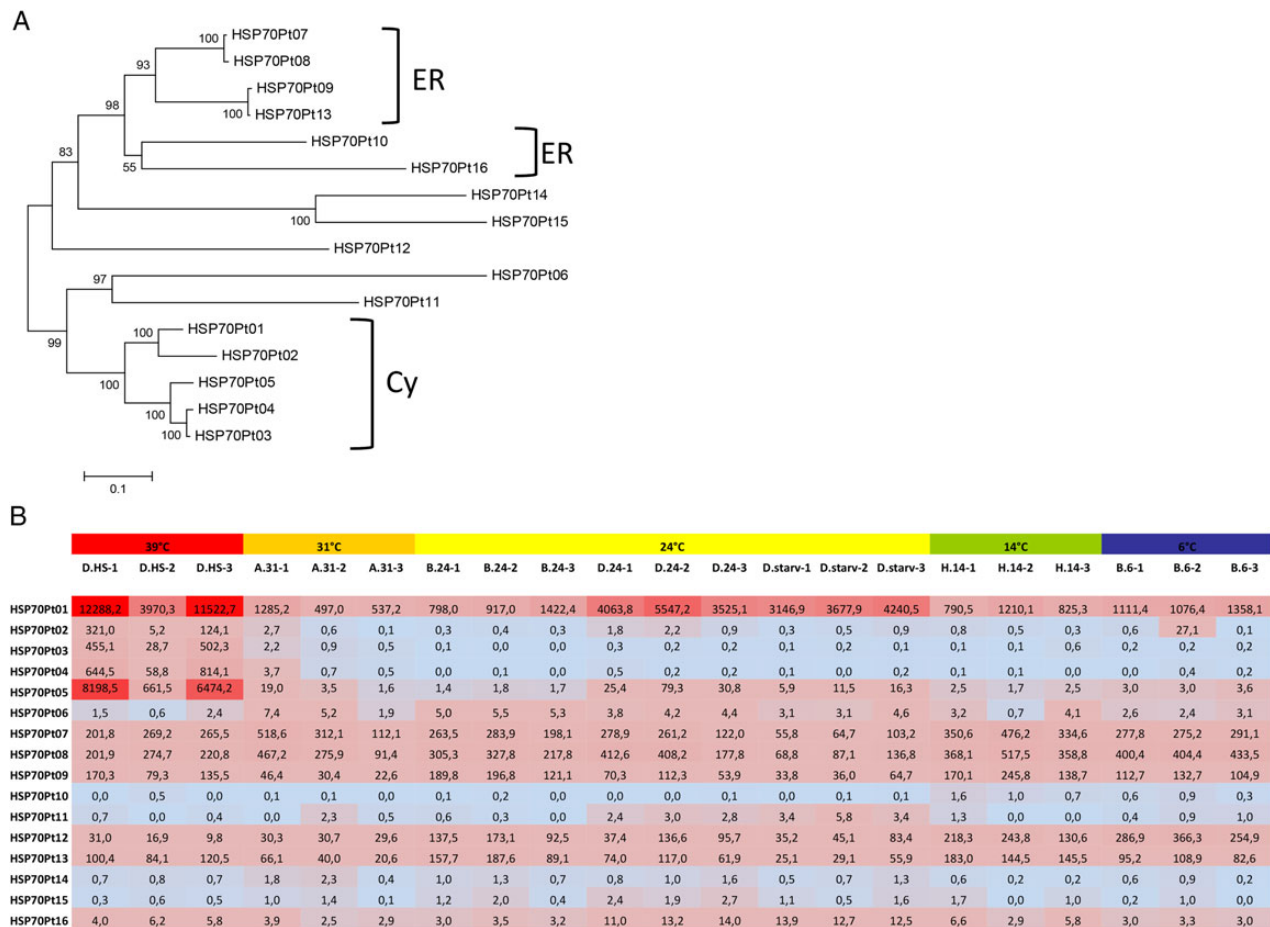 A
100 HSP70Pt07
HSP70Pt08
93
ER
HSP70Pt09
100 HSP70Pt13
98
HSP70Pt10
55
HSP70Pt16
ER
83
HSP70Pt14
100
HSP70Pt15
HSP70Pt12
97
HSP70Pt06
HSP70Pt11
99
100 HSP70Pt01
HSP70Pt02
100
HSP70Pt05
Cy
100
HSP70Pt04
100 HSP70Pt03
0.1
B
39°C 31°C 24°C 14°C 6°C
D.HS-1 D.HS-2 D.HS-3 A.31-1 A.31-2 A.31-3 B.24-1 B.24-2 B.24-3 D.24-1 D.24-2 D.24-3 D.starv-1 D.starv-2 D.starv-3 H.14-1 H.14-2 H.14-3 B.6-1 B.6-2 B.6-3
HSP70Pt01 12288,2 3970,3 11522,7 1285,2 497,0 537,2 798,0 917,0 1422,4 4063,8 5547,2 3525,1 3146,9 3677,9 4240,5 790,5 1210,1 825,3 1111,4 1076,4 1358,1
HSP70Pt02 321,0 5,2 124,1 2,7 0,6 0,1 0,3 0,4 0,3 1,8 2,2 0,9 0,3 0,5 0,9 0,8 0,5 0,3 0,6 27,1 0,1
HSP70Pt03 455,1 28,7 502,3 2,2 0,9 0,5 0,1 0,0 0,0 0,3 0,2 0,2 0,0 0,2 0,2 0,1 0,1 0,6 0,2 0,2 0,2
HSP70Pt04 644,5 58,8 814,1 3,7 0,7 0,5 0,0 0,1 0,0 0,5 0,2 0,2 0,0 0,0 0,2 0,1 0,1 0,0 0,0 0,4 0,2
HSP70Pt05 8198,5 661,5 6474,2 19,0 3,5 1,6 1,4 1,8 1,7 25,4 79,3 30,8 5,9 11,5 16,3 2,5 1,7 2,5 3,0 3,0 3,6
HSP70Pt06 1,5 0,6 2,4 7,4 5,2 1,9 5,0 5,5 5,3 3,8 4,2 4,4 3,1 3,1 4,6 3,2 0,7 4,1 2,6 2,4 3,1
HSP70Pt07 201,8 269,2 265,5 518,6 312,1 112,1 263,5 283,9 198,1 278,9 261,2 122,0 55,8 64,7 103,2 350,6 476,2 334,6 277,8 275,2 291,1
HSP70Pt08 201,9 274,7 220,8 467,2 275,9 91,4 305,3 327,8 217,8 412,6 408,2 177,8 68,8 87,1 136,8 368,1 517,5 358,8 400,4 404,4 433,5
HSP70Pt09 170,3 79,3 135,5 46,4 30,4 22,6 189,8 196,8 121,1 70,3 112,3 53,9 33,8 36,0 64,7 170,1 245,8 138,7 112,7 132,7 104,9
HSP70Pt10 0,0 0,5 0,0 0,1 0,1 0,0 0,1 0,2 0,0 0,0 0,0 0,1 0,0 0,1 0,1 1,6 1,0 0,7 0,6 0,9 0,3
HSP70Pt11 0,7 0,0 0,4 0,0 2,3 0,5 0,6 0,3 0,0 2,4 3,0 2,8 3,4 5,8 3,4 1,3 0,0 0,0 0,4 0,9 1,0
HSP70Pt12 31,0 16,9 9,8 30,3 30,7 29,6 137,5 173,1 92,5 37,4 136,6 95,7 35,2 45,1 83,4 218,3 243,8 130,6 286,9 366,3 254,9
HSP70Pt13 100,4 84,1 120,5 66,1 40,0 20,6 157,7 187,6 89,1 74,0 117,0 61,9 25,1 29,1 55,9 183,0 144,5 145,5 95,2 108,9 82,6
HSP70Pt14 0,7 0,8 0,7 1,8 2,3 0,4 1,0 1,3 0,7 0,8 1,0 1,6 0,5 0,7 1,3 0,6 0,2 0,2 0,6 0,9 0,2
HSP70Pt15 0,3 0,6 0,5 1,0 1,4 0,1 1,2 2,0 0,4 2,4 1,9 2,7 1,1 0,5 1,6 1,7 0,0 1,0 0,2 1,0 0,0
HSP70Pt16 4,0 6,2 5,8 3,9 2,5 2,9 3,0 3,5 3,2 11,0 13,2 14,0 13,9 12,7 12,5 6,6 2,9 5,8 3,0 3,3 3,0